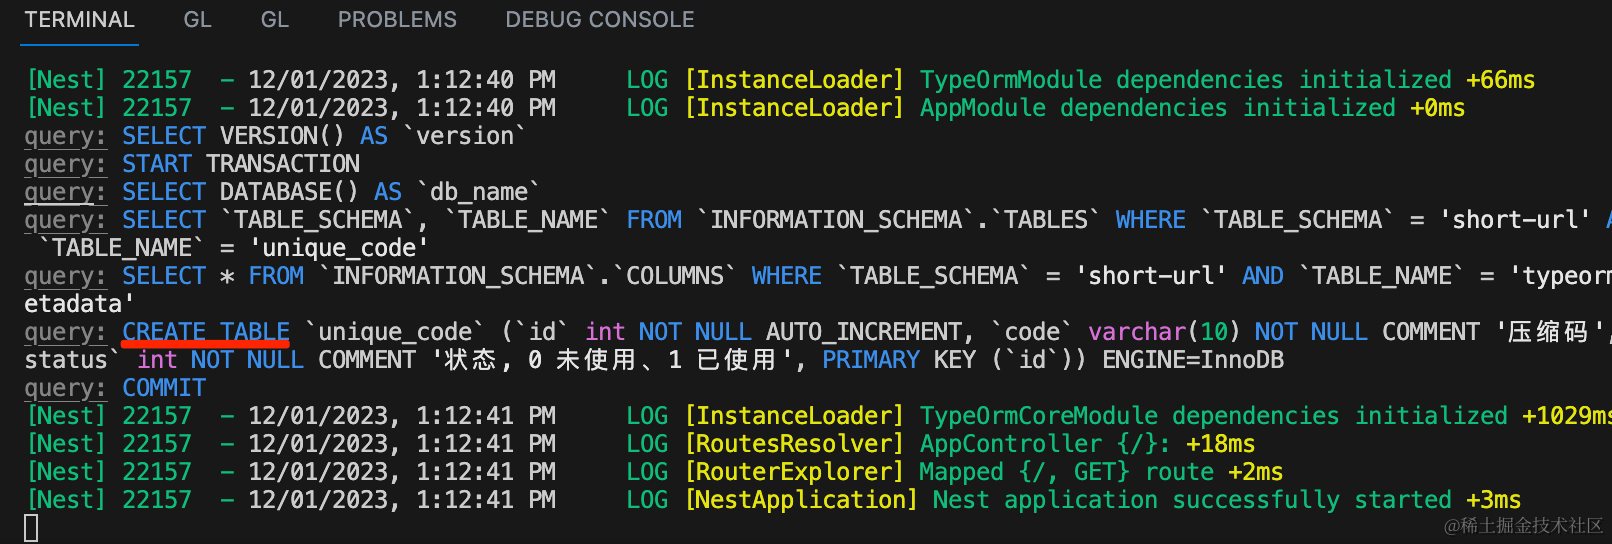 TERMINAL GL GL PROBLEMS DEBUG CONSOLE
[Nest] 22157  - 12/01/2023, 1:12:40 PM     LOG [InstanceLoader] TypeOrmModule dependencies initialized +66ms
[Nest] 22157  - 12/01/2023, 1:12:40 PM     LOG [InstanceLoader] AppModule dependencies initialized +0ms
query: SELECT VERSION() AS `version`
query: START TRANSACTION
query: SELECT DATABASE() AS `db_name`
query: SELECT `TABLE_SCHEMA`, `TABLE_NAME` FROM `INFORMATION_SCHEMA`.`TABLES` WHERE `TABLE_SCHEMA` = 'short-url'
`TABLE_NAME` = 'unique_code'
query: SELECT * FROM `INFORMATION_SCHEMA`.`COLUMNS` WHERE `TABLE_SCHEMA` = 'short-url' AND `TABLE_NAME` = 'typeorm
etadata'
query: CREATE TABLE `unique_code` (`id` int NOT NULL AUTO_INCREMENT, `code` varchar(10) NOT NULL COMMENT '压缩码',
status` int NOT NULL COMMENT '状态, 0 未使用、1 已使用', PRIMARY KEY (`id`)) ENGINE=InnoDB
query: COMMIT
[Nest] 22157  - 12/01/2023, 1:12:41 PM     LOG [InstanceLoader] TypeOrmCoreModule dependencies initialized +1029ms
[Nest] 22157  - 12/01/2023, 1:12:41 PM     LOG [RoutesResolver] AppController {/}: +18ms
[Nest] 22157  - 12/01/2023, 1:12:41 PM     LOG [RouterExplorer] Mapped {/, GET} route +2ms
[Nest] 22157  - 12/01/2023, 1:12:41 PM     LOG [NestApplication] Nest application successfully started +3ms
@稀土掘金技术社区